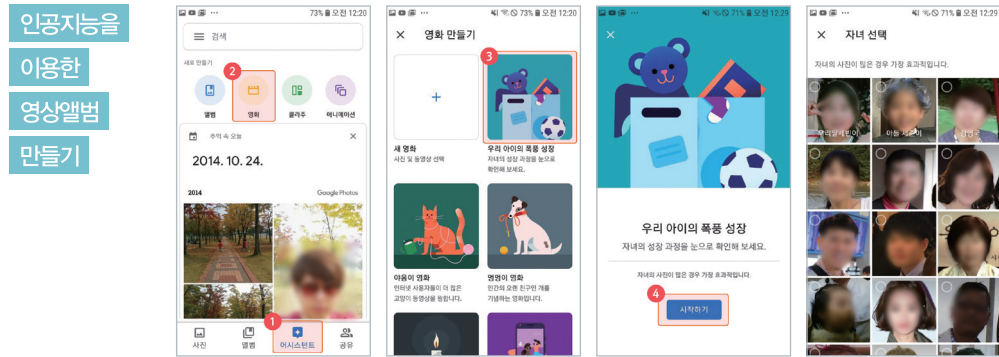 인공지능을
이용한
영상앨범
만들기
73% 오전 12:20
검색
새로 만들기
2
앨범
영화
콜라주
애니메이션
추억 속 오늘
2014. 10. 24.
2014
Google Photos
1
사진
앨범
어시스턴트
공유
73% 오전 12:20
영화 만들기
3
새 영화
사진 및 동영상 선택
우리 아이의 폭풍 성장
자녀의 성장 과정을 눈으로
확인해 보세요.
야옹이 영화
인터넷 사용자들이 더 많은
고양이 동영상을 원합니다.
멍멍이 영화
인간의 오랜 친구인 개를
기념하는 영화입니다.
71% 오전 12:20
우리 아이의 폭풍 성장
자녀의 성장 과정을 눈으로 확인해 보세요.
자녀의 사진이 많은 경우 가장 효과적입니다.
4
시작하기
71% 오전 12:29
자녀 선택
자녀의 사진이 많은 경우 가장 효과적입니다.